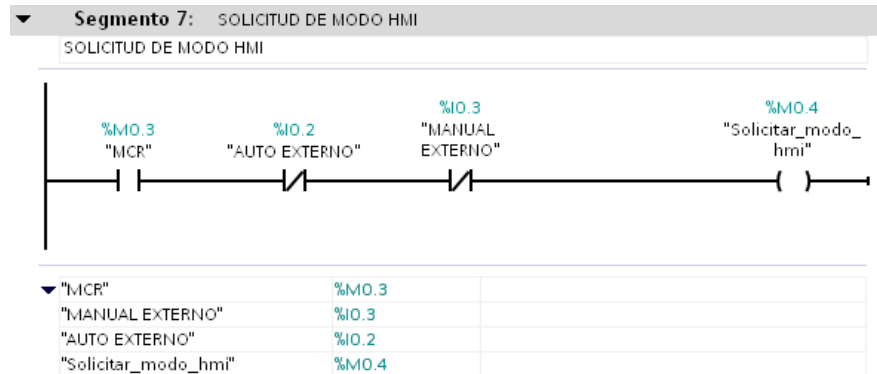 Segmento 7: SOLICITUD DE MODO HMI
SOLICITUD DE MODO HMI
%M0.3
"MCR"
%I0.2
"AUTO EXTERNO"
%I0.3
"MANUAL
EXTERNO"
%M0.4
"Solicitar_modo_
hmi"
"MCR" %M0.3
"MANUAL EXTERNO" %I0.3
"AUTO EXTERNO" %I0.2
"Solicitar_modo_hmi" %M0.4